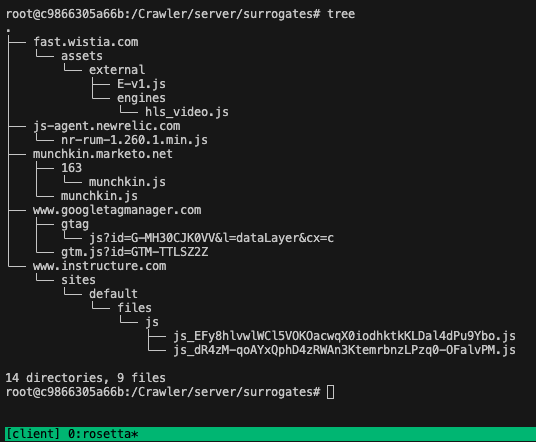 root@c9866305a66b:/Crawler/server/surrogates# tree
.
├── fast.wistia.com
│   └── assets
│       └── external
│           ├── E-v1.js
│           └── engines
│               └── hls_video.js
├── js-agent.newrelic.com
│   └── nr-rum-1.260.1.min.js
├── munchkin.marketo.net
│   ├── 163
│   │   └── munchkin.js
│   └── munchkin.js
├── www.googletagmanager.com
│   ├── gtag
│   │   └── js?id=G-MH30CJK0VV&l=dataLayer&cx=c
│   └── gtm.js?id=GTM-TTLSZ2Z
└── www.instructure.com
    └── sites
        └── default
            └── files
                └── js
                    ├── js_EFy8hlvwlWCl5VOKOacwqX0iodhktkKLDal4dPu9Ybo.js
                    └── js_dR4zM-qoAYxQphD4zRWAn3KtemrbnzLPzq0-OFalvPM.js

14 directories, 9 files
root@c9866305a66b:/Crawler/server/surrogates#
[client] 0:rosetta*